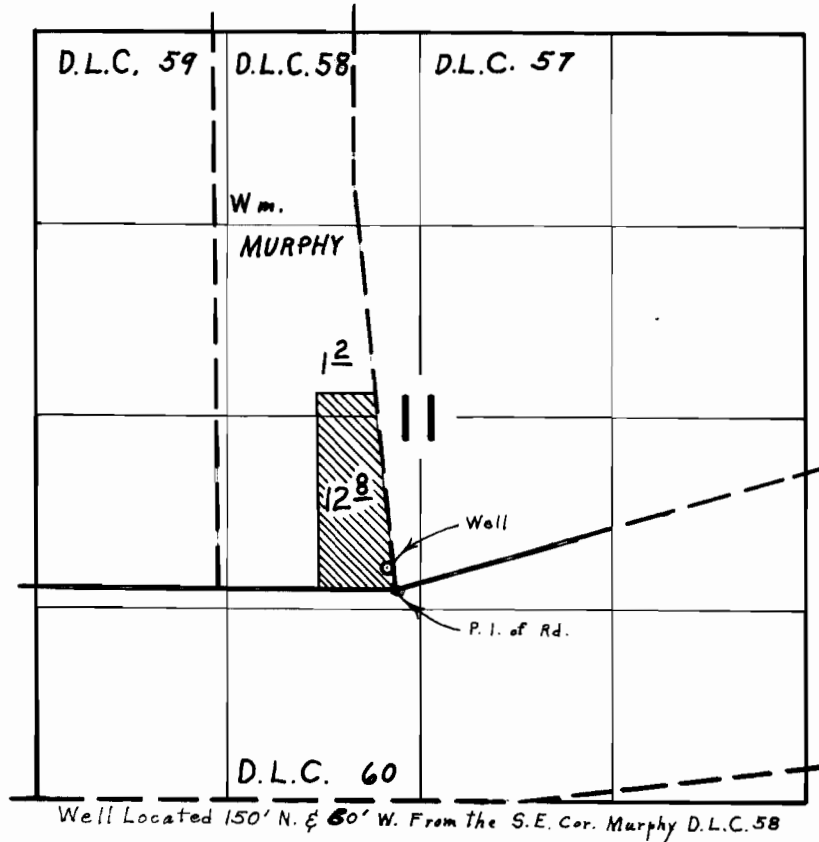 D.L.C. 59 D.L.C. 58 D.L.C. 57
Wm.
MURPHY
1 2
11
12 8
Well
P.I. of Rd.
D.L.C. 60
Well Located 150' N. & 60' W. From the S.E. Cor. Murphy D.L.C. 58